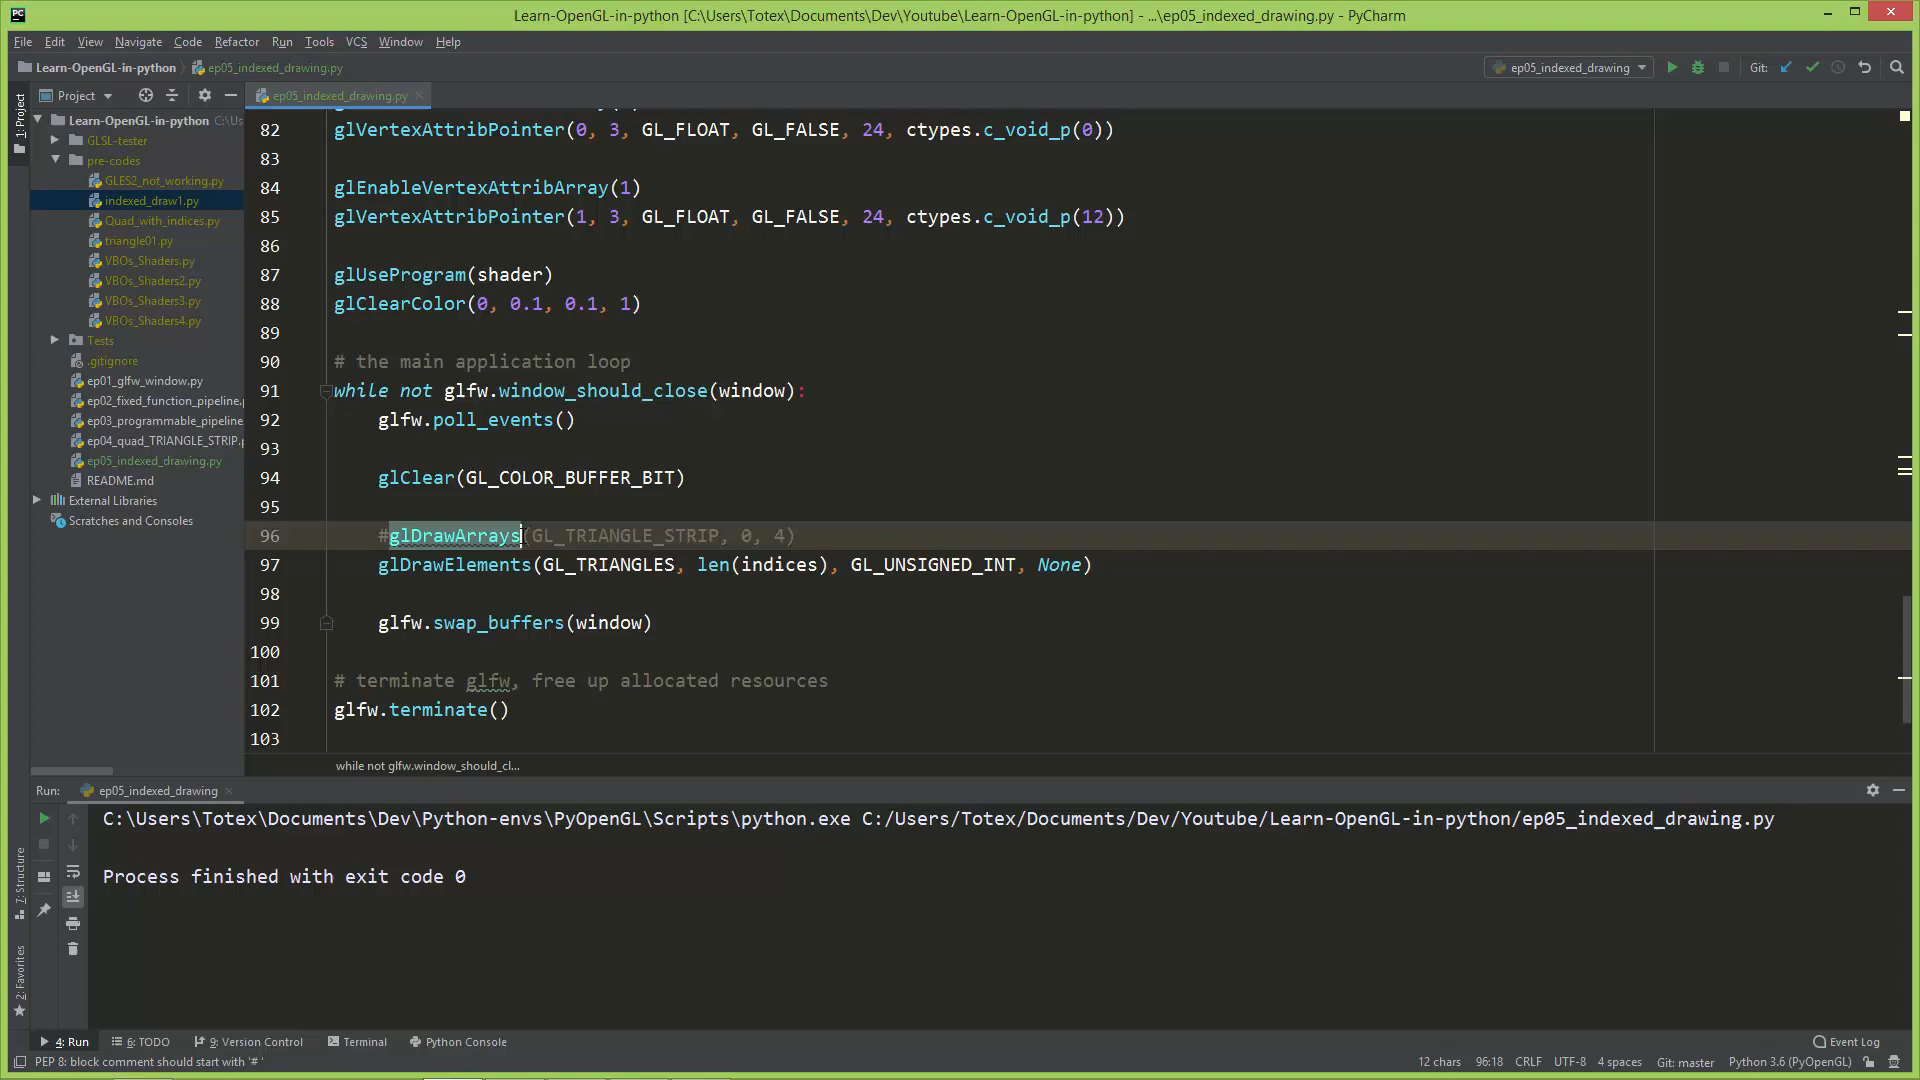 Learn-OpenGL-in-python [C:\Users\Totex\Documents\Dev\Youtube\Learn-OpenGL-in-python] - ...\ep05_indexed_drawing.py - PyCharm
File Edit View Navigate Code Refactor Run Tools VCS Window Help
Learn-OpenGL-in-python ep05_indexed_drawing.py
ep05_indexed_drawing Git:
Project
ep05_indexed_drawing.py
1: Project
Learn-OpenGL-in-python C:\Us
GLSL-tester
pre-codes
GLES2_not_working.py
indexed_draw1.py
Quad_with_indices.py
triangle01.py
VBOs_Shaders.py
VBOs_Shaders2.py
VBOs_Shaders3.py
VBOs_Shaders4.py
Tests
.gitignore
ep01_glfw_window.py
ep02_fixed_function_pipeline.p
ep03_programmable_pipeline
ep04_quad_TRIANGLE_STRIP.p
ep05_indexed_drawing.py
README.md
External Libraries
Scratches and Consoles
82 glVertexAttribPointer(0, 3, GL_FLOAT, GL_FALSE, 24, ctypes.c_void_p(0))
83
84 glEnableVertexAttribArray(1)
85 glVertexAttribPointer(1, 3, GL_FLOAT, GL_FALSE, 24, ctypes.c_void_p(12))
86
87 glUseProgram(shader)
88 glClearColor(0, 0.1, 0.1, 1)
89
90 # the main application loop
91 while not glfw.window_should_close(window):
92 glfw.poll_events()
93
94 glClear(GL_COLOR_BUFFER_BIT)
95
96 #glDrawArrays(GL_TRIANGLE_STRIP, 0, 4)
97 glDrawElements(GL_TRIANGLES, len(indices), GL_UNSIGNED_INT, None)
98
99 glfw.swap_buffers(window)
100
101 # terminate glfw, free up allocated resources
102 glfw.terminate()
103
while not glfw.window_should_cl...
Run: ep05_indexed_drawing
C:\Users\Totex\Documents\Dev\Python-envs\PyOpenGL\Scripts\python.exe C:/Users/Totex/Documents/Dev/Youtube/Learn-OpenGL-in-python/ep05_indexed_drawing.py
Process finished with exit code 0
7: Structure
2: Favorites
4: Run 6: TODO 9: Version Control Terminal Python Console Event Log
PEP 8: block comment should start with '# ' 12 chars 96:18 CRLF UTF-8 4 spaces Git: master Python 3.6 (PyOpenGL)